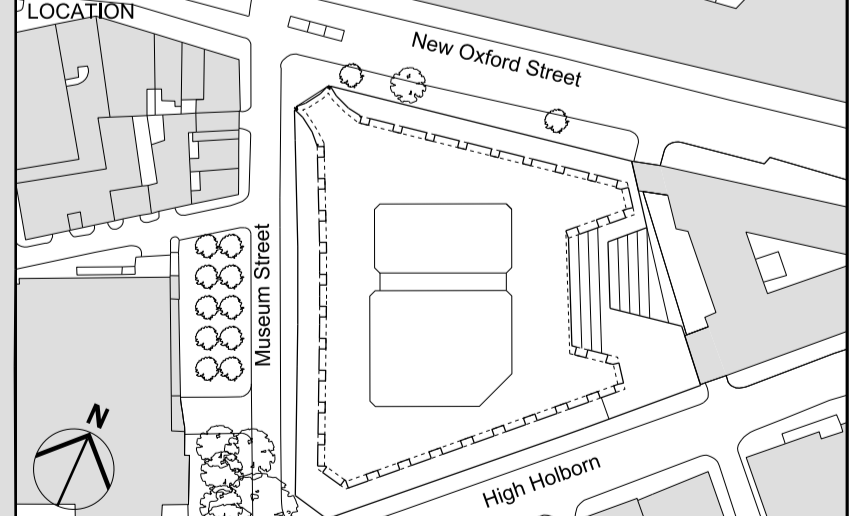 LOCATION
New Oxford Street
Museum Street
N
High Holborn